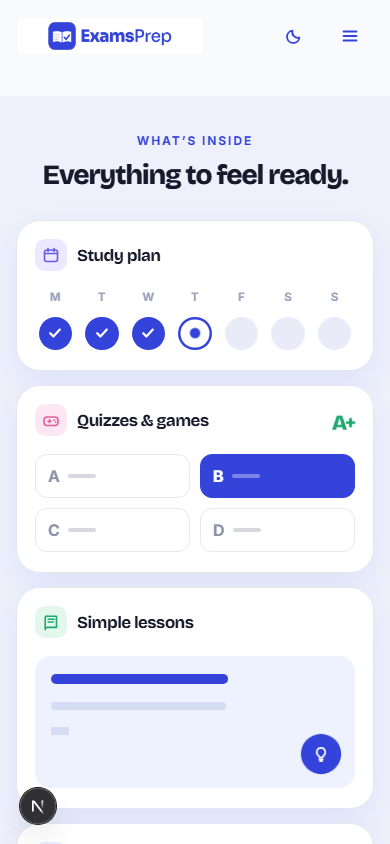 ExamsPrep
WHAT'S INSIDE
Everything to feel ready.
Study plan
M T W T F S S
Quizzes & games
A+
A B
C D
Simple lessons
N